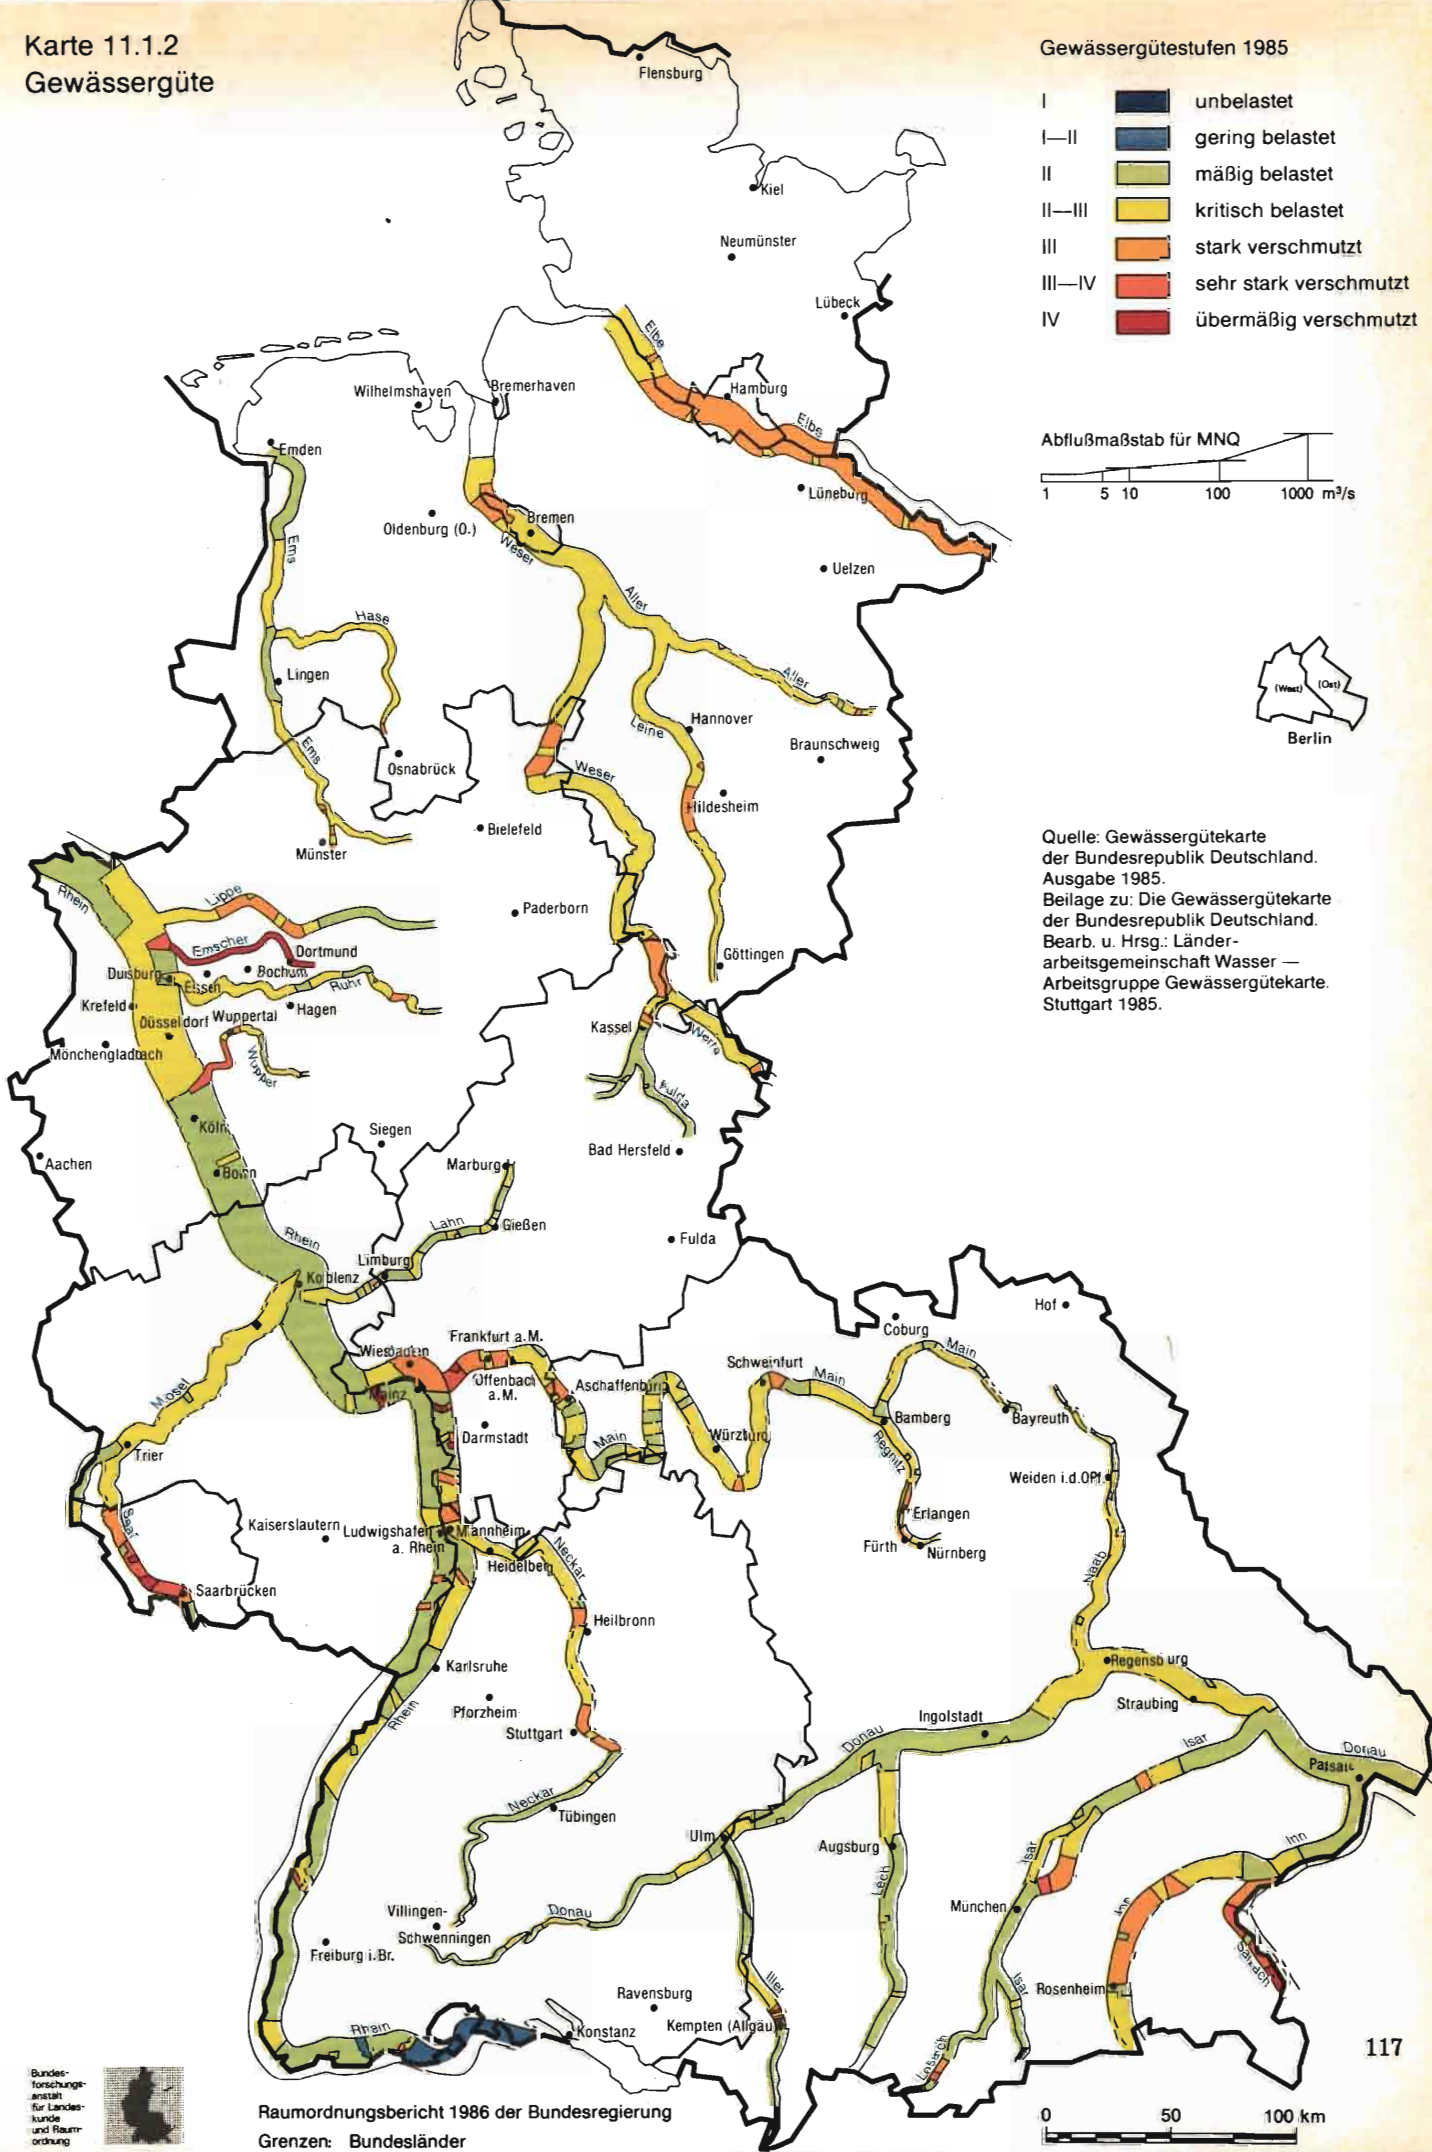 Karte 11.1.2
Gewässergüte
Gewässergütestufen 1985
I unbelastet
I—II gering belastet
II mäßig belastet
II—III kritisch belastet
III stark verschmutzt
III—IV sehr stark verschmutzt
IV übermäßig verschmutzt
Abflußmaßstab für MNQ
1 5 10 100 1000 m³/s
Flensburg
Kiel
Neumünster
Lübeck
Elbe
Hamburg
Elbe
Wilhelmshaven
Bremerhaven
Emden
Lüneburg
Oldenburg (O.)
Bremen
Weser
Ems
Uelzen
Aller
Hase
Aller
Lingen
(West)
(Ost)
Berlin
Hannover
Leine
Braunschweig
Ems
Osnabrück
Weser
Hildesheim
Bielefeld
Münster
Quelle: Gewässergütekarte
der Bundesrepublik Deutschland.
Ausgabe 1985.
Beilage zu: Die Gewässergütekarte
der Bundesrepublik Deutschland.
Bearb. u. Hrsg.: Länder-
arbeitsgemeinschaft Wasser —
Arbeitsgruppe Gewässergütekarte.
Stuttgart 1985.
Rhein
Lippe
Paderborn
Emscher
Dortmund
Göttingen
Duisburg
Bochum
Essen
Ruhr
Krefeld
Hagen
Düsseldorf
Wuppertal
Kassel
Werra
Mönchengladbach
Wupper
Fulda
Köln
Siegen
Bad Hersfeld
Aachen
Bonn
Marburg
Lahn
Gießen
Rhein
Fulda
Limburg
Koblenz
Hof
Coburg
Frankfurt a.M.
Wiesbaden
Main
Schweinfurt
Main
Offenbach
a.M.
Aschaffenburg
Mainz
Mosel
Bamberg
Bayreuth
Darmstadt
Main
Würzburg
Regnitz
Trier
Weiden i.d.OPf.
Saar
Kaiserslautern
Ludwigshafen
a. Rhein
Mannheim
Erlangen
Heidelberg
Neckar
Fürth
Nürnberg
Naab
Saarbrücken
Heilbronn
Karlsruhe
Regensburg
Rhein
Pforzheim
Straubing
Stuttgart
Ingolstadt
Donau
Isar
Donau
Passau
Neckar
Tübingen
Ulm
Augsburg
Isar
Inn
Lech
Villingen-
Schwenningen
Donau
München
Inn
Freiburg i.Br.
Salzach
Iller
Isar
Rosenheim
Ravensburg
Rhein
Konstanz
Kempten (Allgäu)
Loisach
117
Bundes-
forschungs-
anstalt
für Landes-
kunde
und Raum-
ordnung
Raumordnungsbericht 1986 der Bundesregierung
Grenzen: Bundesländer
0 50 100 km